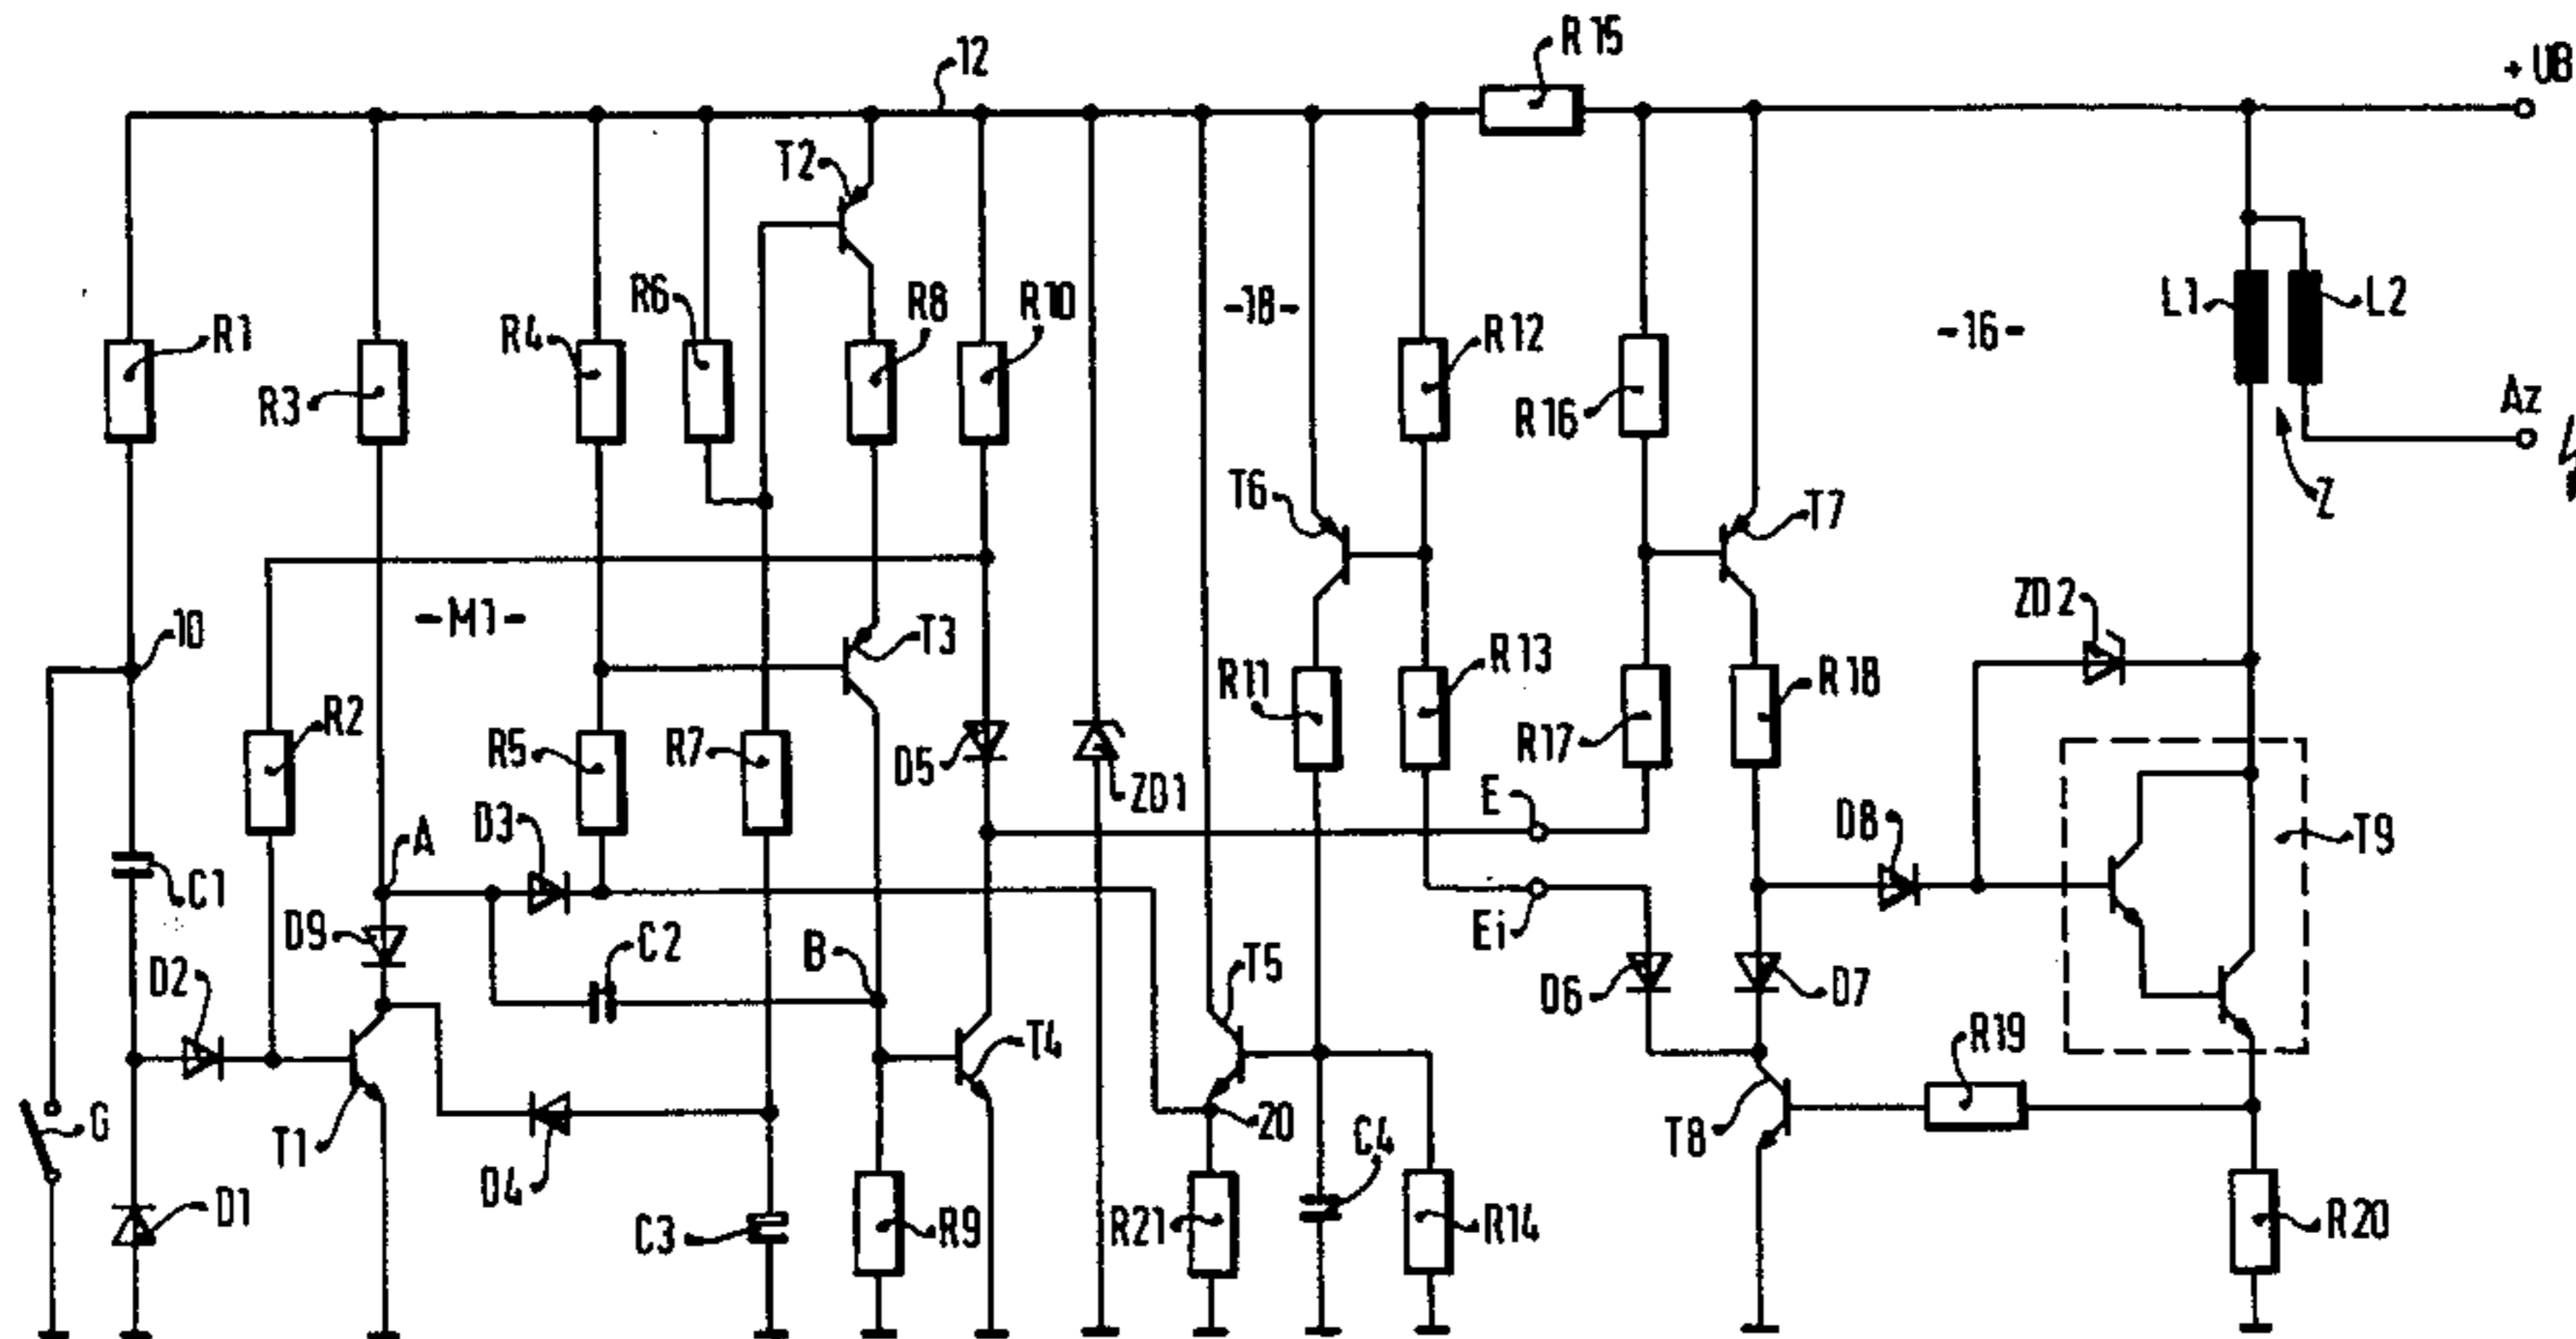 R15
12
+ UB
T2
R6
R8
R10
-18-
R12
-16-
L1
L2
R1
R4
R3
R16
Az
T6
T7
Z
-M1-
10
T3
ZD2
R13
R11
R18
R2
R5
R7
D5
ZD1
R17
E
D8
T9
D3
A
C1
Ei
D9
C2
B
T5
D6
D7
D2
T4
R19
G
T1
D4
20
C4
T8
D1
C3
R9
R21
R14
R20